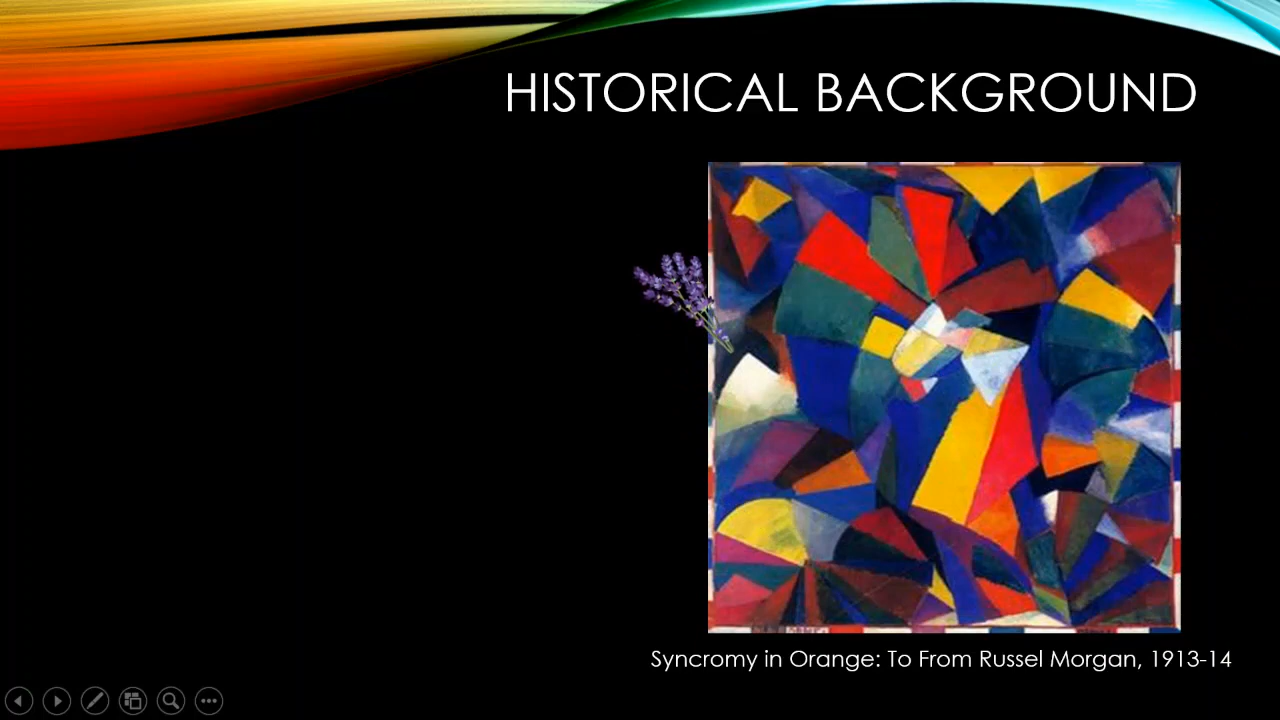 HISTORICAL BACKGROUND
Syncromy in Orange: To From Russel Morgan, 1913-14